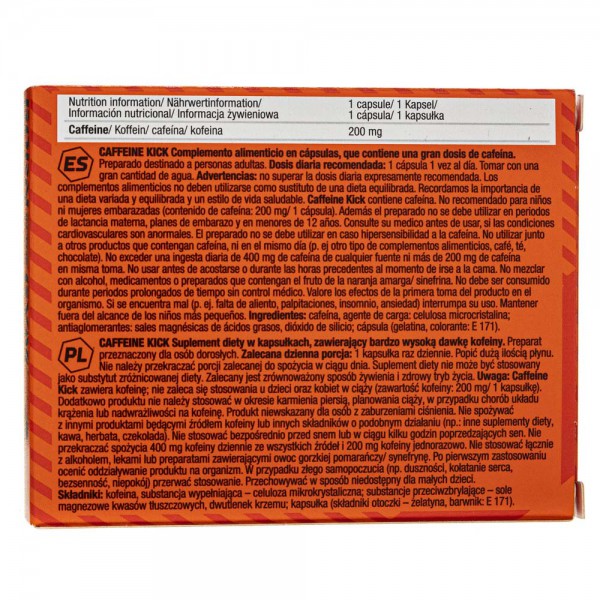 Nutrition information/ Nährwertinformation/ 1 capsule/ 1 Kapsel/
Información nutricional/ Informacja żywieniowa 1 cápsula/ 1 kapsułka
Caffeine/ Koffein/ cafeína/ kofeina 200 mg
ES
CAFFEINE KICK Complemento alimenticio en cápsulas, que contiene una gran dosis de cafeína.
Preparado destinado a personas adultas. Dosis diaria recomendada: 1 cápsula 1 vez al día. Tomar con una
gran cantidad de agua. Advertencias: no superar la dosis diaria expresamente recomendada. Los
complementos alimenticios no deben utilizarse como sustituto de una dieta equilibrada. Recordamos la importancia de
una dieta variada y equilibrada y un estilo de vida saludable. Caffeine Kick contiene cafeína. No recomendado para niños
ni mujeres embarazadas (contenido de cafeína: 200 mg/ 1 cápsula). Además el preparado no se debe utilizar en periodos
de lactancia materna, planes de embarazo y en menores de 12 años. Consulte su medico antes de usar, si las condiciones
cardiovasculares son anormales. El preparado no se debe utilizar en caso hipersensibilidad a la cafeína. No utilizar junto
a otros productos que contengan cafeína, ni en el mismo día (p. ej otro tipo de complementos alimenticios, café, té,
chocolate). No exceder una ingesta diaria de 400 mg de cafeína de cualquier fuente ni más de 200 mg de cafeína
en misma toma. No usar antes de acostarse o durante las horas precedentes al momento de irse a la cama. No mezclar
con alcohol, medicamentos o preparados que contengan el fruto de la naranja amarga/ sinefrina. No debe ser consumido
durante periodos prolongados de tiempo sin control médico. Valore los efectos de la primera toma del producto en el
organismo. Si se encuentra mal (p. ej. falta de aliento, palpitaciones, insomnio, ansiedad) interrumpa su uso. Mantener
fuera del alcance de los niños más pequeños. Ingredientes: cafeína, agente de carga: celulosa microcristalina;
antiaglomerantes: sales magnésicas de ácidos grasos, dióxido de silicio; cápsula (gelatina, colorante: E 171).
PL
CAFFEINE KICK Suplement diety w kapsułkach, zawierający bardzo wysoką dawkę kofeiny. Preparat
przeznaczony dla osób dorosłych. Zalecana dzienna porcja: 1 kapsułka raz dziennie. Popić dużą ilością płynu.
Nie należy przekraczać porcji zalecanej do spożycia w ciągu dnia. Suplement diety nie może być stosowany
jako substytut zróżnicowanej diety. Zalecany jest zrównoważony sposób żywienia i zdrowy tryb życia. Uwaga: Caffeine
Kick zawiera kofeinę; nie zaleca się stosowania u dzieci oraz kobiet w ciąży (zawartość kofeiny: 200 mg/ 1 kapsułkę).
Dodatkowo produktu nie należy stosować w okresie karmienia piersią, planowania ciąży, w przypadku chorób układu
krążenia lub nadwrażliwości na kofeinę. Produkt niewskazany dla osób z zaburzeniami ciśnienia. Nie spożywać
z innymi produktami będącymi źródłem kofeiny lub innych składników o podobnym działaniu (np.: inne suplementy diety,
kawa, herbata, czekolada). Nie stosować bezpośrednio przed snem lub w ciągu kilku godzin poprzedzających sen. Nie
przekraczać spożycia 400 mg kofeiny dziennie ze wszystkich źródeł i 200 mg kofeiny jednorazowo. Nie stosować łącznie
z alkoholem, lekami lub preparatami zawierającymi owoc gorzkiej pomarańczy/ synefrynę. Po pierwszym zastosowaniu
ocenić oddziaływanie produktu na organizm. W przypadku złego samopoczucia (np. duszności, kołatanie serca,
bezsenność, niepokój) przerwać stosowanie. Przechowywać w sposób niedostępny dla małych dzieci.
Składniki: kofeina, substancja wypełniająca – celuloza mikrokrystaliczna; substancje przeciwzbrylające – sole
magnezowe kwasów tłuszczowych, dwutlenek krzemu; kapsułka (składniki otoczki – żelatyna, barwnik: E 171).